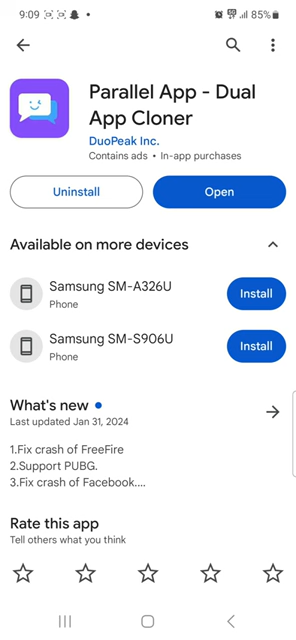 9:09
85%
Parallel App - Dual
App Cloner
DuoPeak Inc.
Contains ads • In-app purchases
Uninstall
Open
Available on more devices
Samsung SM-A326U
Phone
Install
Samsung SM-S906U
Phone
Install
What's new
Last updated Jan 31, 2024
1.Fix crash of FreeFire
2.Support PUBG.
3.Fix crash of Facebook....
Rate this app
Tell others what you think